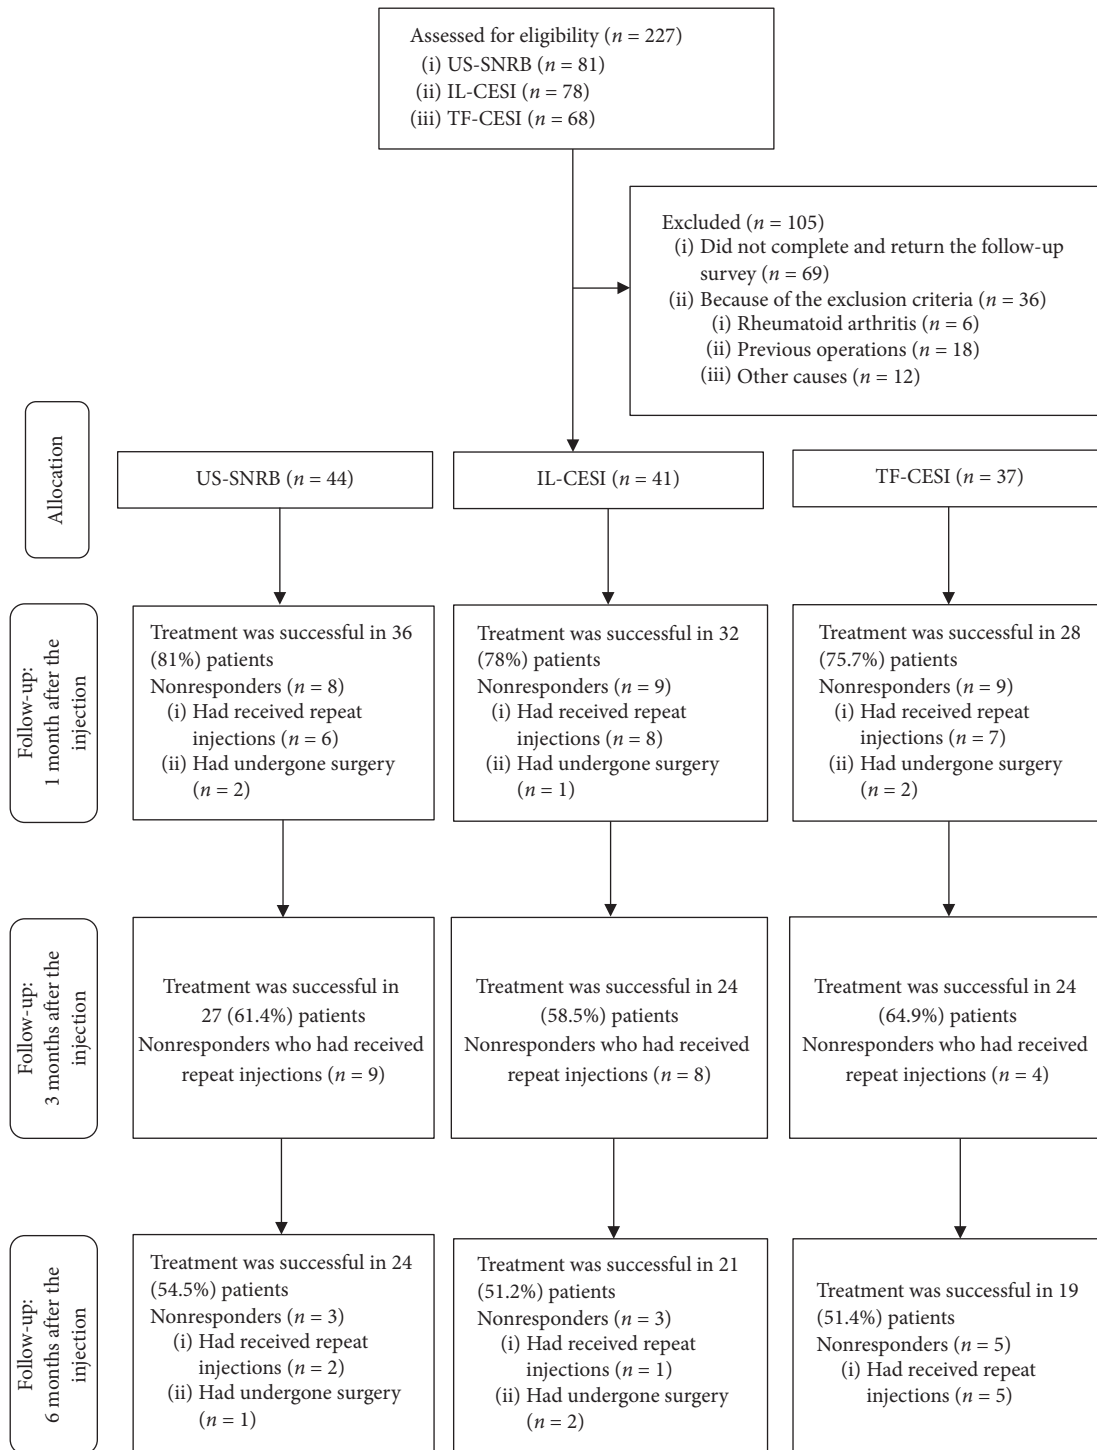 Assessed for eligibility (n = 227)
(i) US-SNRB (n = 81)
(ii) IL-CESI (n = 78)
(iii) TF-CESI (n = 68)
Excluded (n = 105)
(i) Did not complete and return the follow-up
survey (n = 69)
(ii) Because of the exclusion criteria (n = 36)
(i) Rheumatoid arthritis (n = 6)
(ii) Previous operations (n = 18)
(iii) Other causes (n = 12)
Allocation
US-SNRB (n = 44)
IL-CESI (n = 41)
TF-CESI (n = 37)
Follow-up:
1 month after the
injection
Treatment was successful in 36
(81%) patients
Nonresponders (n = 8)
(i) Had received repeat
injections (n = 6)
(ii) Had undergone surgery
(n = 2)
Treatment was successful in 32
(78%) patients
Nonresponders (n = 9)
(i) Had received repeat
injections (n = 8)
(ii) Had undergone surgery
(n = 1)
Treatment was successful in 28
(75.7%) patients
Nonresponders (n = 9)
(i) Had received repeat
injections (n = 7)
(ii) Had undergone surgery
(n = 2)
Follow-up:
3 months after the
injection
Treatment was successful in
27 (61.4%) patients
Nonresponders who had received
repeat injections (n = 9)
Treatment was successful in 24
(58.5%) patients
Nonresponders who had received
repeat injections (n = 8)
Treatment was successful in 24
(64.9%) patients
Nonresponders who had received
repeat injections (n = 4)
Follow-up:
6 months after the
injection
Treatment was successful in 24
(54.5%) patients
Nonresponders (n = 3)
(i) Had received repeat
injections (n = 2)
(ii) Had undergone surgery
(n = 1)
Treatment was successful in 21
(51.2%) patients
Nonresponders (n = 3)
(i) Had received repeat
injections (n = 1)
(ii) Had undergone surgery
(n = 2)
Treatment was successful in 19
(51.4%) patients
Nonresponders (n = 5)
(i) Had received repeat
injections (n = 5)